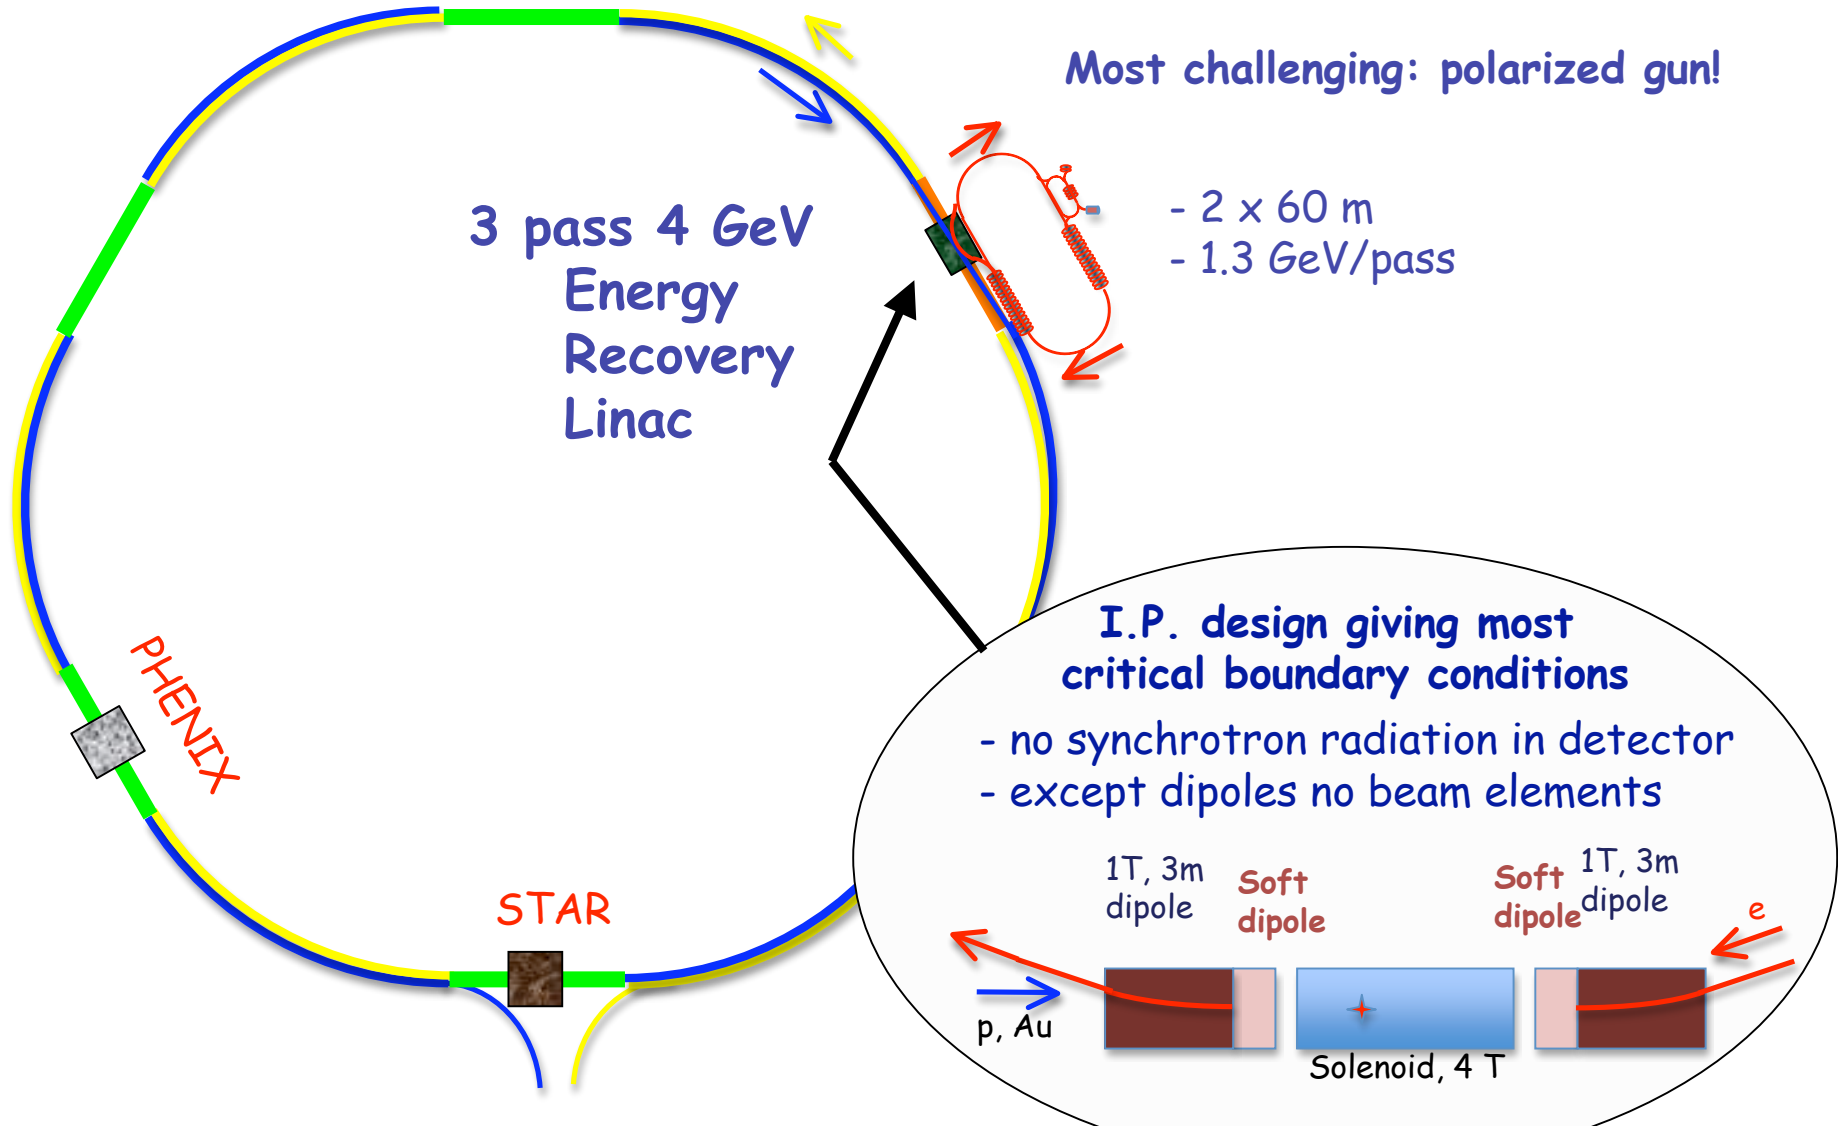 Most challenging: polarized gun!
3 pass 4 GeV
Energy
Recovery
Linac
- 2 x 60 m
- 1.3 GeV/pass
PHENIX
STAR
I.P. design giving most
critical boundary conditions
- no synchrotron radiation in detector
- except dipoles no beam elements
1T, 3m
dipole
Soft
dipole
Soft
dipole
1T, 3m
dipole
e
p, Au
Solenoid, 4 T